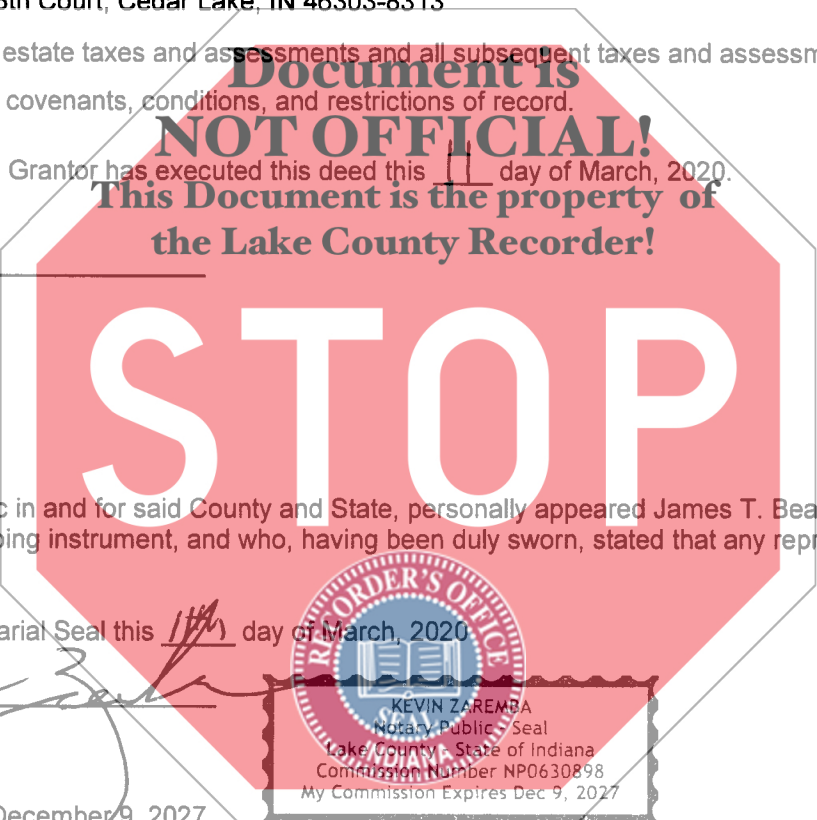 5th Court, Cedar Lake, IN 46303-8313
estate taxes and assessments and all subsequent taxes and assessm
Document is
covenants, conditions, and restrictions of record.
NOT OFFICIAL!
Grantor has executed this deed this 11 day of March, 2020.
This Document is the property of
the Lake County Recorder!
STOP
c in and for said County and State, personally appeared James T. Bea
oing instrument, and who, having been duly sworn, stated that any repr
RECORDER'S OFFICE
arial Seal this 11th day of March, 2020
KEVIN ZAREMBA
SEAL
Notary Public - Seal
INDIANA
Lake County - State of Indiana
Commission Number NP0630898
My Commission Expires Dec 9, 2027
December 9, 2027